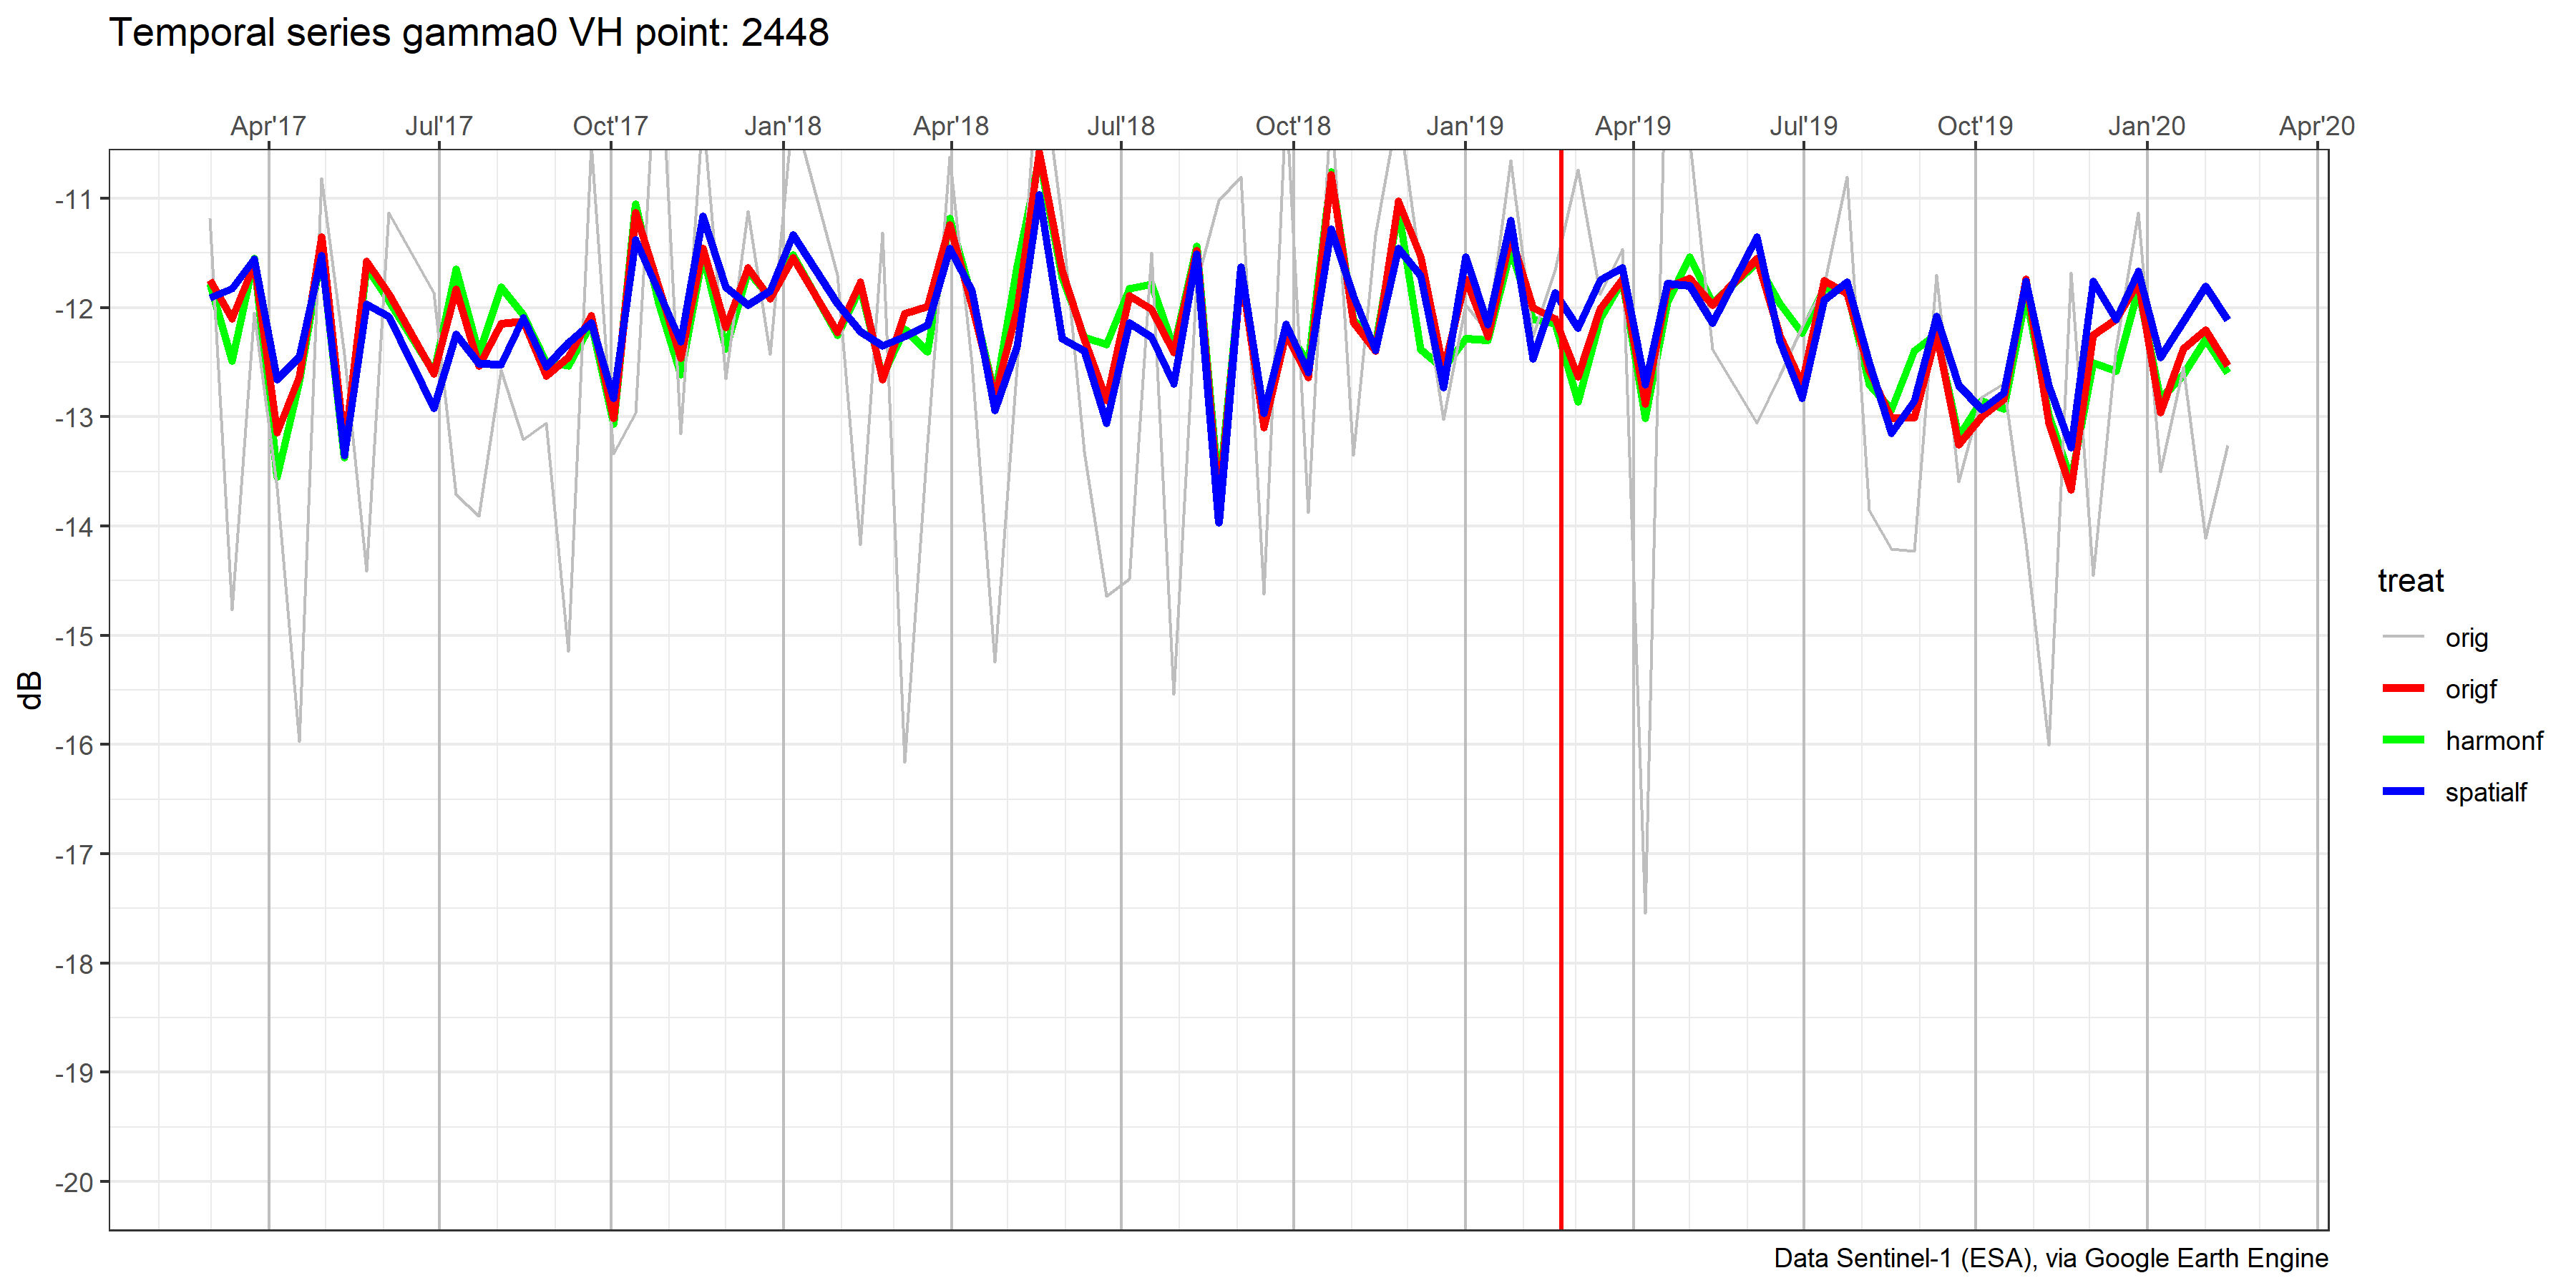 Temporal series gamma0 VH point: 2448
Apr'17 Jul'17 Oct'17 Jan'18 Apr'18 Jul'18 Oct'18 Jan'19 Apr'19 Jul'19 Oct'19 Jan'20 Apr'20
-11
-12
-13
-14
-15
-16
-17
-18
-19
-20
dB
treat
orig
origf
harmonf
spatialf
Data Sentinel-1 (ESA), via Google Earth Engine